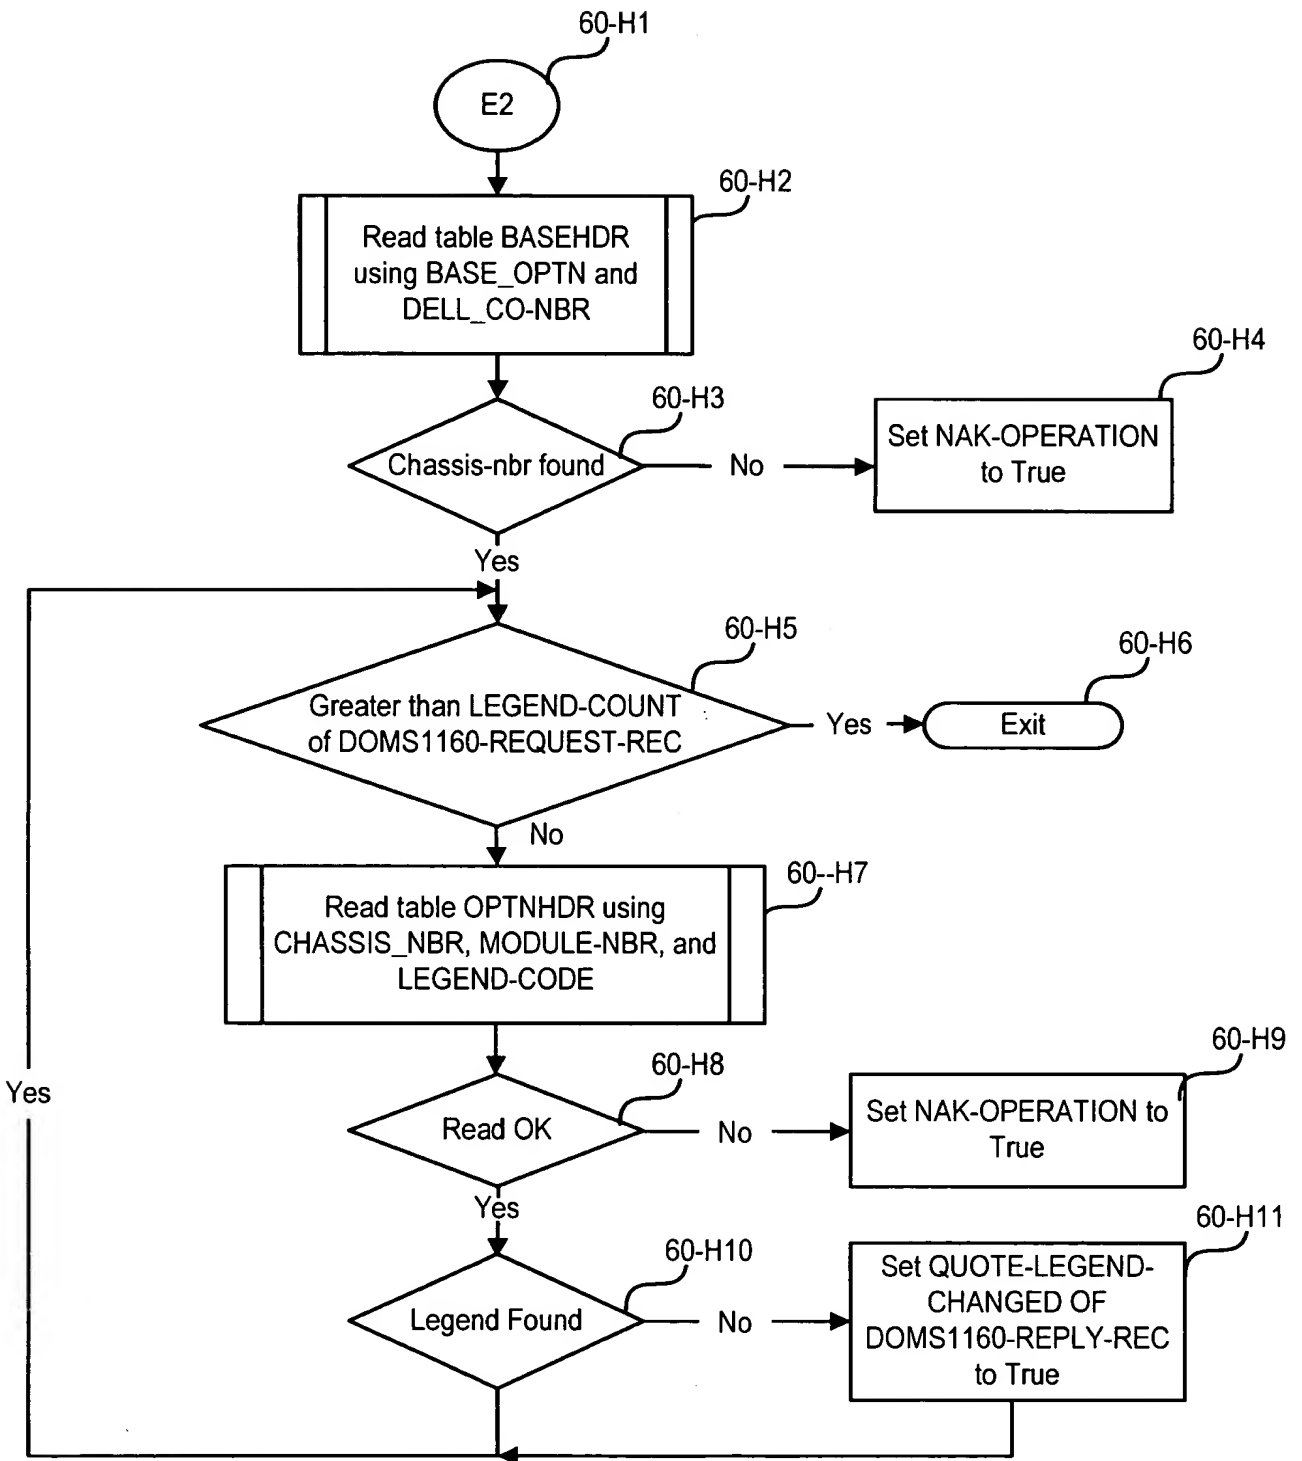 60-H1
E2
60-H2
Read table BASEHDR
using BASE_OPTN and
DELL_CO-NBR
60-H3
Chassis-nbr found
No
60-H4
Set NAK-OPERATION
to True
Yes
60-H5
Greater than LEGEND-COUNT
of DOMS1160-REQUEST-REC
Yes
60-H6
Exit
No
60--H7
Read table OPTNHDR using
CHASSIS_NBR, MODULE-NBR, and
LEGEND-CODE
60-H8
Read OK
No
60-H9
Set NAK-OPERATION to
True
Yes
Yes
60-H10
Legend Found
No
60-H11
Set QUOTE-LEGEND-
CHANGED OF
DOMS1160-REPLY-REC
to True